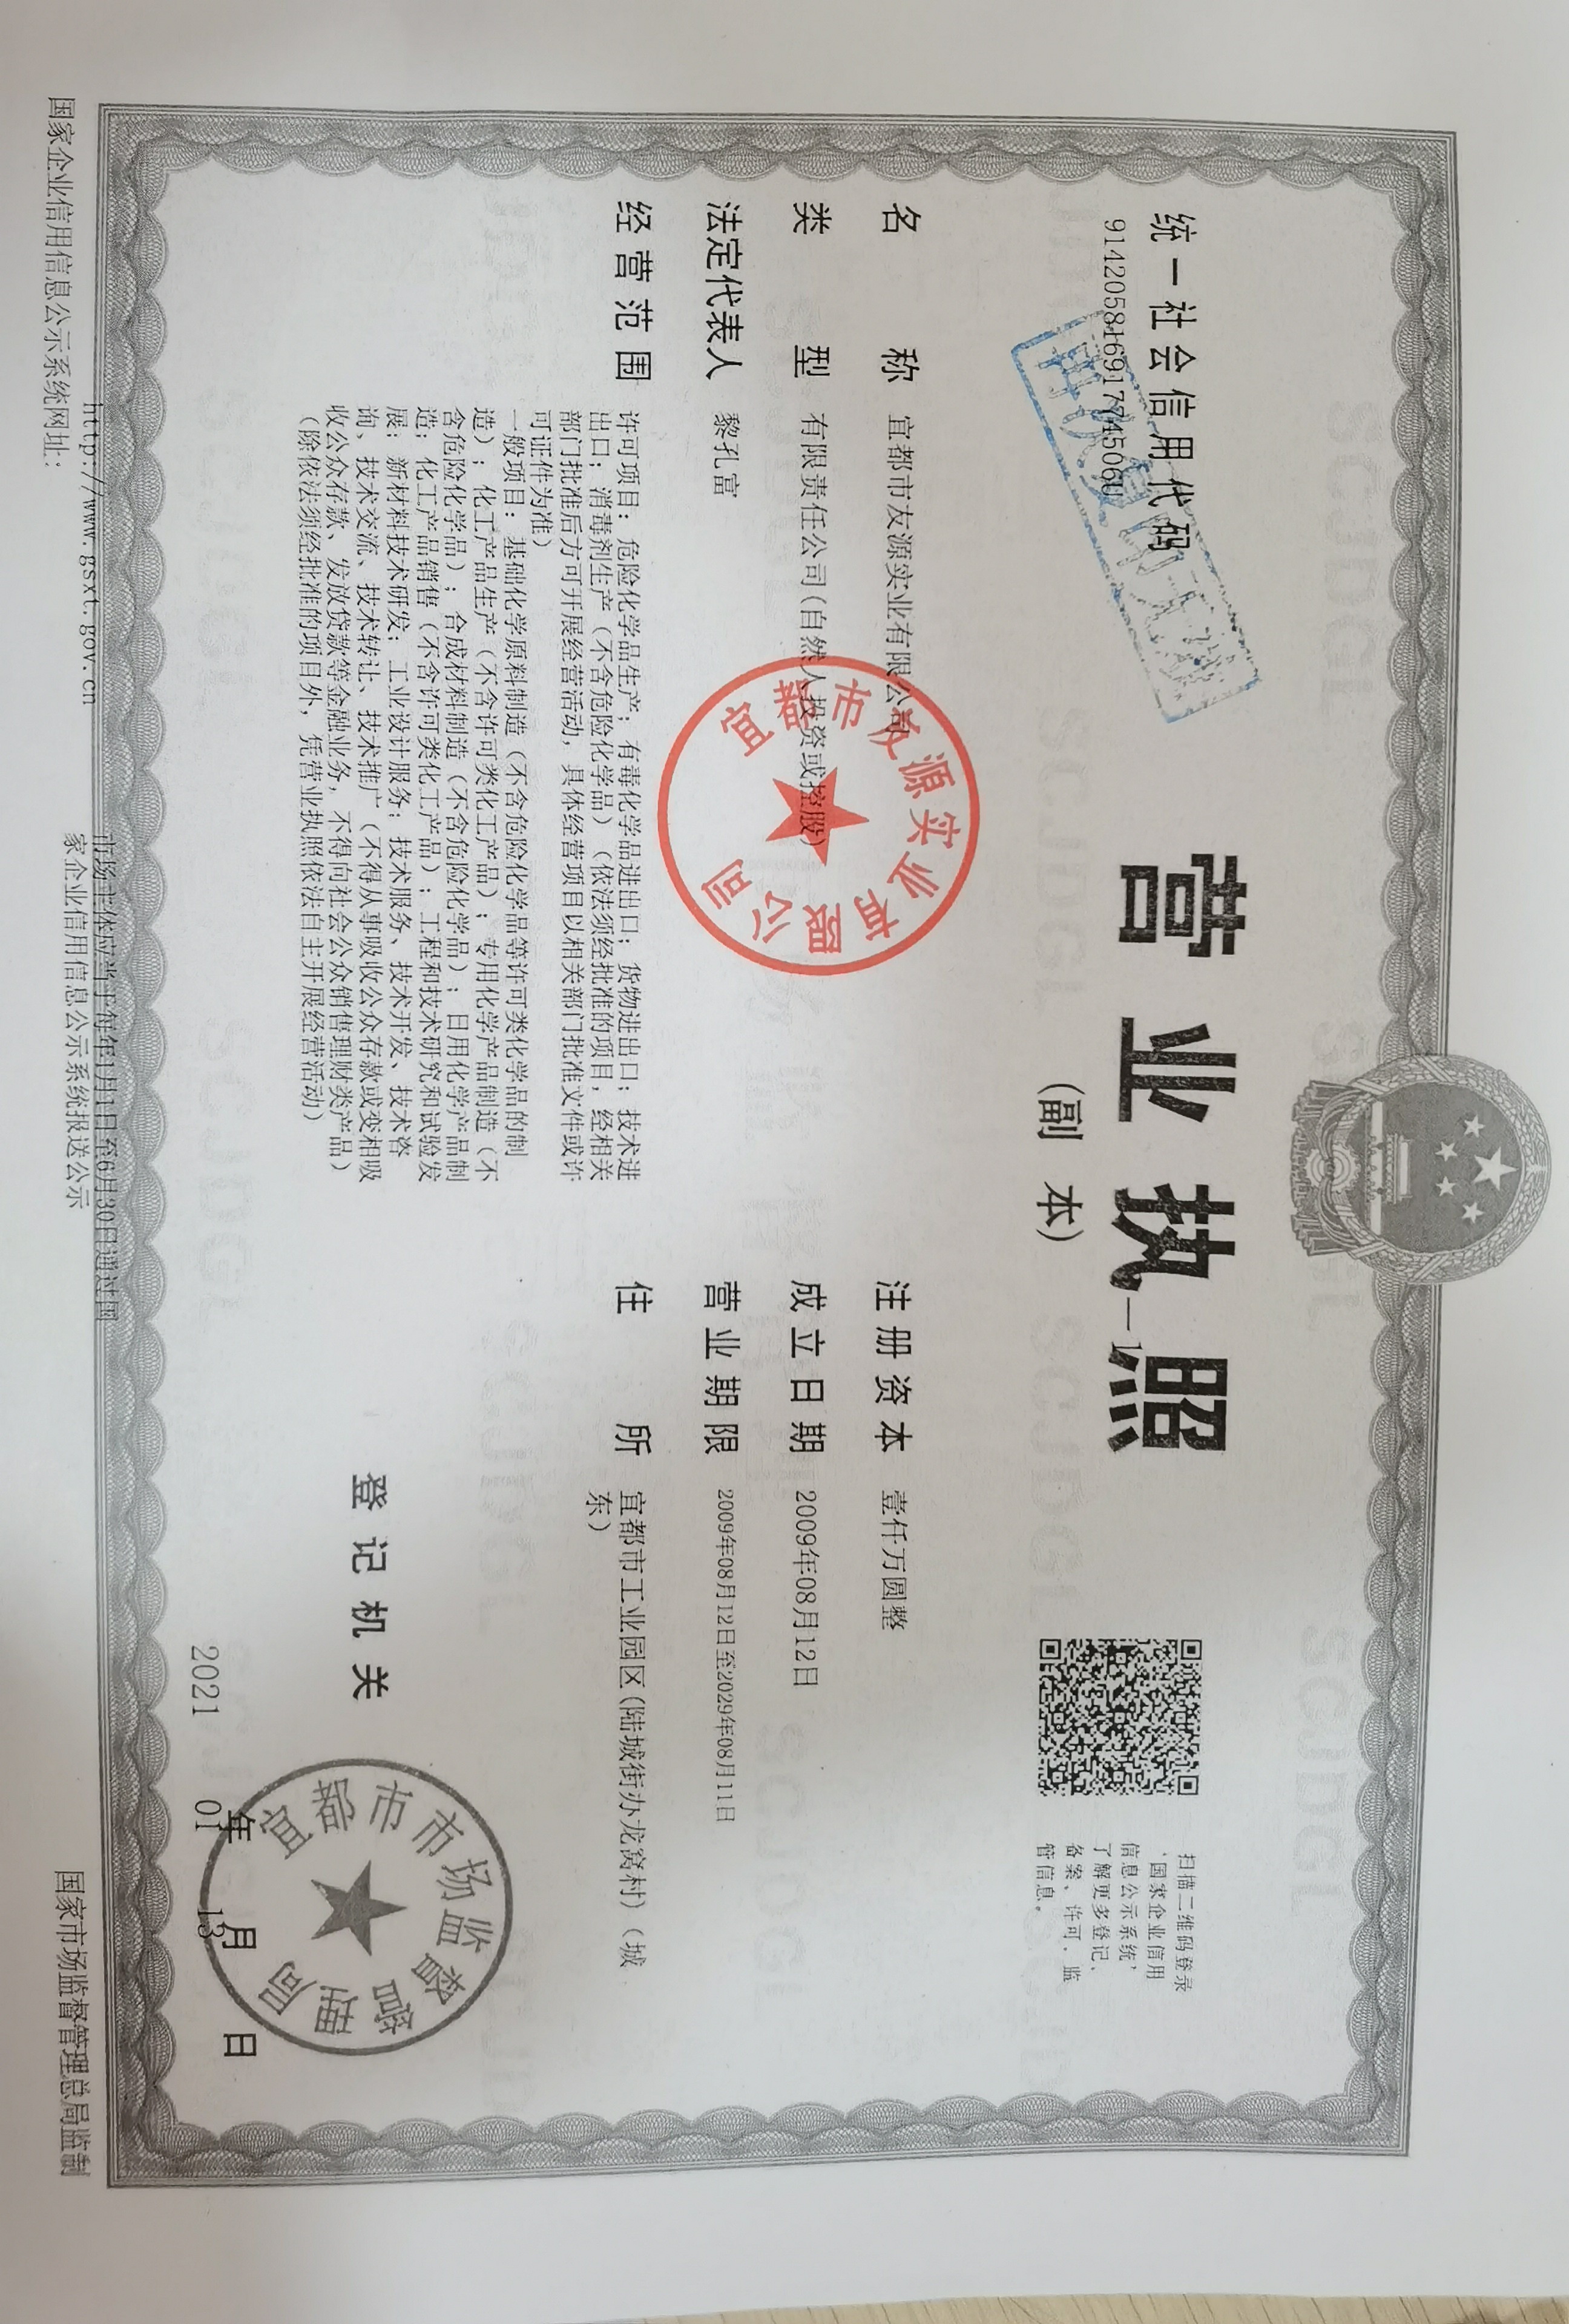 统一社会信用代码
91420581691774506U
营业执照
(副 本)
—1
扫描二维码登录
‘国家企业信用
信息公示系统’
了解更多登记、
备案、许可、监
管信息。
名 称 宜都市友源实业有限公司
类 型 有限责任公司(自然人投资或控股)
法定代表人 黎孔富
经营范围 许可项目：危险化学品生产；有毒化学品进出口；货物进出口；技术进
出口；消毒剂生产（不含危险化学品）（依法须经批准的项目，经相关
部门批准后方可开展经营活动，具体经营项目以相关部门批准文件或许
可证件为准）
一般项目：基础化学原料制造（不含危险化学品等许可类化学品的制
造）；化工产品生产（不含许可类化工产品）；专用化学产品制造（不
含危险化学品）；合成材料制造（不含危险化学品）；日用化学产品制
造；化工产品销售（不含许可类化工产品）；工程和技术研究和试验发
展；新材料技术研发；工业设计服务；技术服务、技术开发、技术咨
询、技术交流、技术转让、技术推广（不得从事吸收公众存款或变相吸
收公众存款、发放贷款等金融业务，不得向社会公众销售理财类产品）
（除依法须经批准的项目外，凭营业执照依法自主开展经营活动）
注册资本 壹仟万圆整
成立日期 2009年08月12日
营业期限 2009年08月12日至2029年08月11日
住 所 宜都市工业园区(陆城街办龙窝村)（城
东）
宜都市友源实业有限公司
登记机关
宜都市市场监督管理局
2021 年 01 月 13 日
国家企业信用信息公示系统网址：
http://www.gsxt.gov.cn
市场主体应当于每年1月1日至6月30日通过国
家企业信用信息公示系统报送公示
国家市场监督管理总局监制